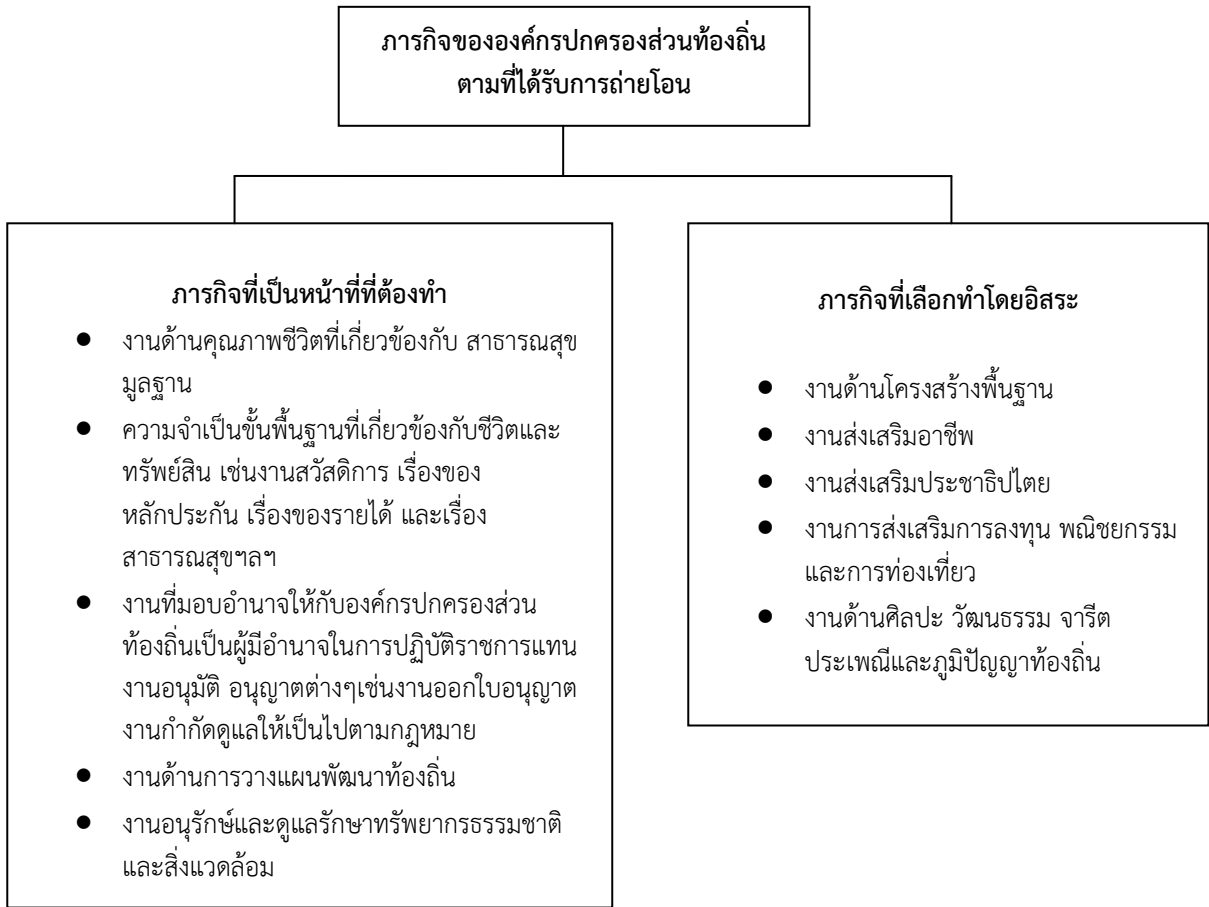 ภารกิจขององค์กรปกครองส่วนท้องถิ่น
ตามที่ได้รับการถ่ายโอน
ภารกิจที่เป็นหน้าที่ที่ต้องทำ
● งานด้านคุณภาพชีวิตที่เกี่ยวข้องกับ สาธารณสุข
มูลฐาน
● ความจำเป็นขั้นพื้นฐานที่เกี่ยวข้องกับชีวิตและ
ทรัพย์สิน เช่นงานสวัสดิการ เรื่องของ
หลักประกัน เรื่องของรายได้ และเรื่อง
สาธารณสุขฯลฯ
● งานที่มอบอำนาจให้กับองค์กรปกครองส่วน
ท้องถิ่นเป็นผู้มีอำนาจในการปฏิบัติราชการแทน
งานอนุมัติ อนุญาตต่างๆเช่นงานออกใบอนุญาต
งานกำกัดดูแลให้เป็นไปตามกฎหมาย
● งานด้านการวางแผนพัฒนาท้องถิ่น
● งานอนุรักษ์และดูแลรักษาทรัพยากรธรรมชาติ
และสิ่งแวดล้อม
ภารกิจที่เลือกทำโดยอิสระ
● งานด้านโครงสร้างพื้นฐาน
● งานส่งเสริมอาชีพ
● งานส่งเสริมประชาธิปไตย
● งานการส่งเสริมการลงทุน พณิชยกรรม
และการท่องเที่ยว
● งานด้านศิลปะ วัฒนธรรม จารีต
ประเพณีและภูมิปัญญาท้องถิ่น